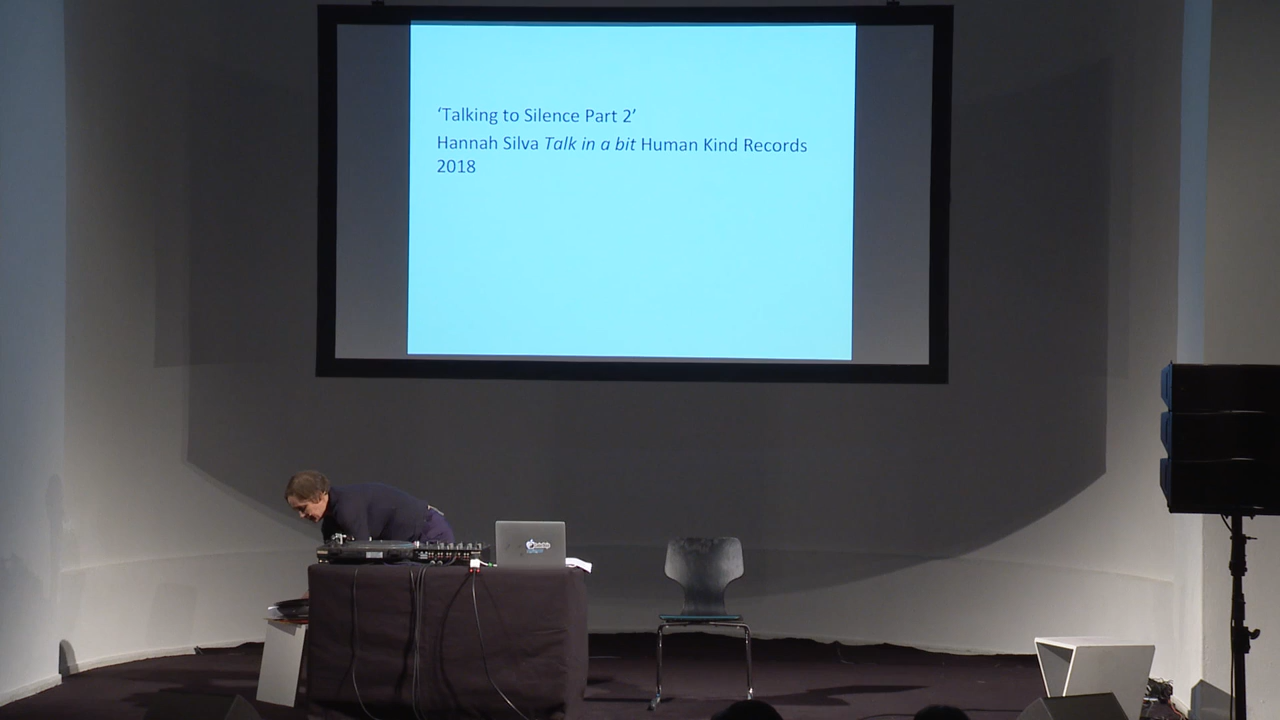 ‘Talking to Silence Part 2’
Hannah Silva Talk in a bit Human Kind Records
2018